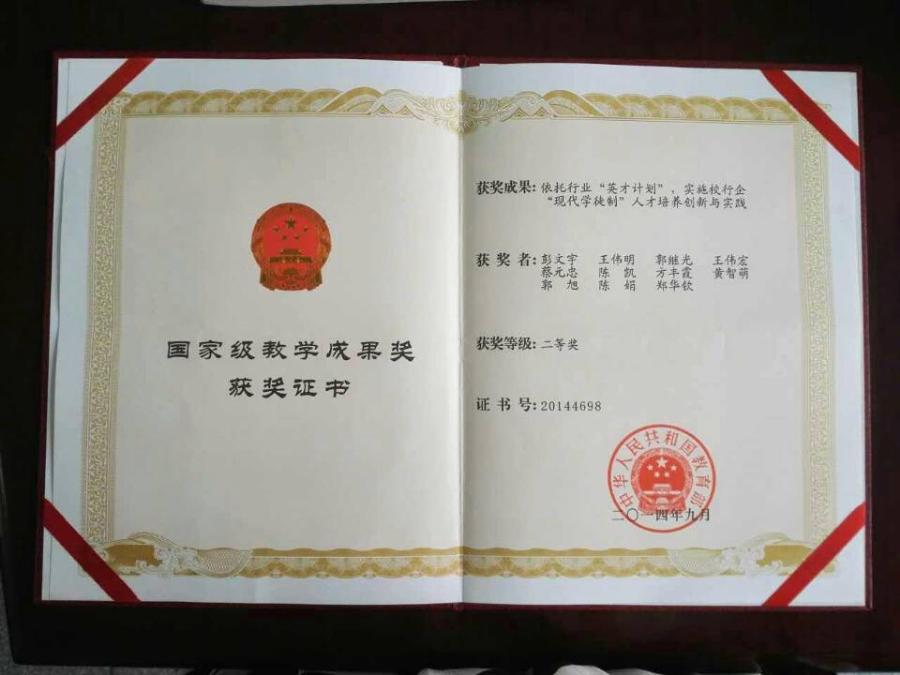 国家级教学成果奖
获奖证书
获奖成果：依托行业“英才计划”，实施校行企
“现代学徒制”人才培养创新与实践
获 奖 者：彭文宇 王伟明 郭继光 王伟宏
蔡元忠 陈凯 方丰霞 黄智萌
郭旭 陈娟 郑华钦
获奖等级：二等奖
证 书 号：20144698
中华人民共和国教育部
二〇一四年九月